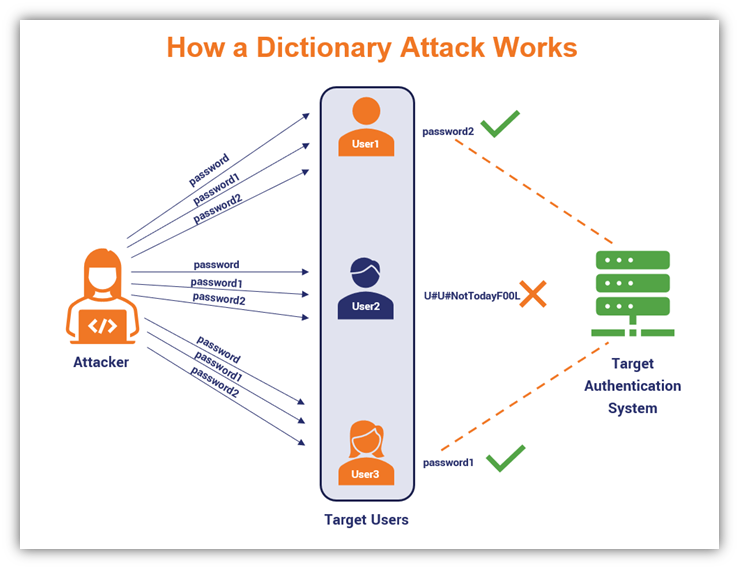 How a Dictionary Attack Works
password
password1
password2
User1
password2
password
password1
password2
User2
U#U#NotTodayF00L
password
password1
password2
User3
password1
Attacker
Target
Authentication
System
Target Users